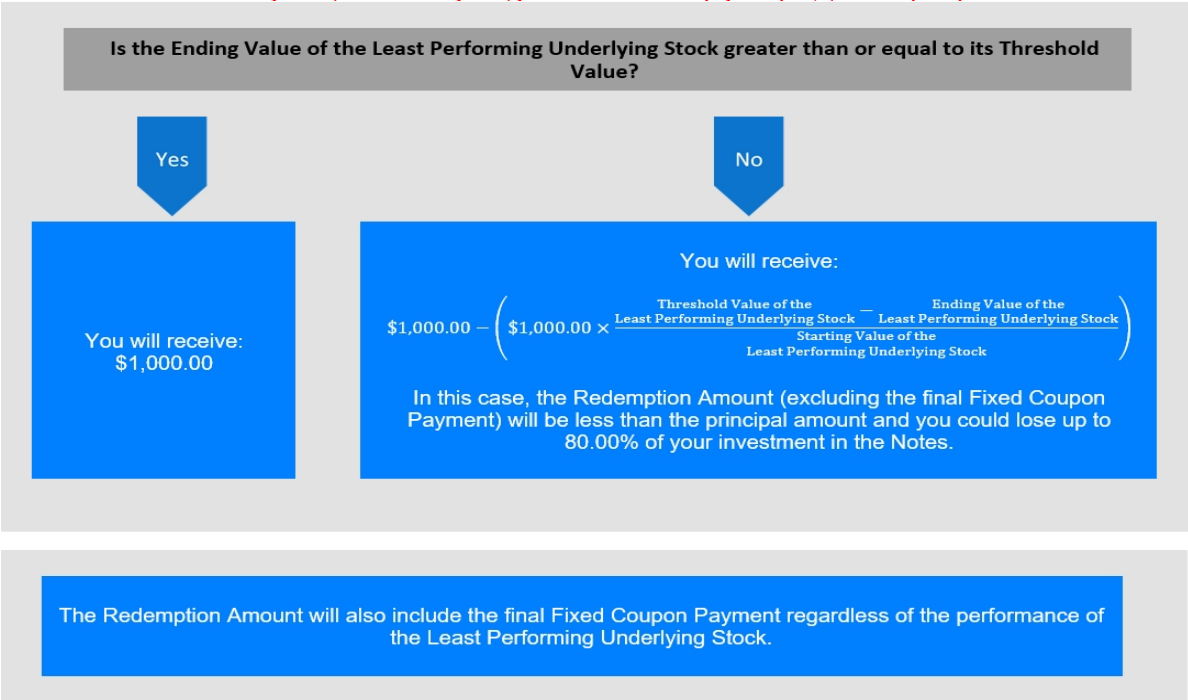 Is the Ending Value of the Least Performing Underlying Stock greater than or equal to its Threshold
Value?
Yes
No
You will receive:
$1,000.00
You will receive:
$1,000.00 − ($1,000.00 × (Threshold Value of the Least Performing Underlying Stock − Ending Value of the Least Performing Underlying Stock) / Starting Value of the Least Performing Underlying Stock)
In this case, the Redemption Amount (excluding the final Fixed Coupon
Payment) will be less than the principal amount and you could lose up to
80.00% of your investment in the Notes.
The Redemption Amount will also include the final Fixed Coupon Payment regardless of the performance of
the Least Performing Underlying Stock.